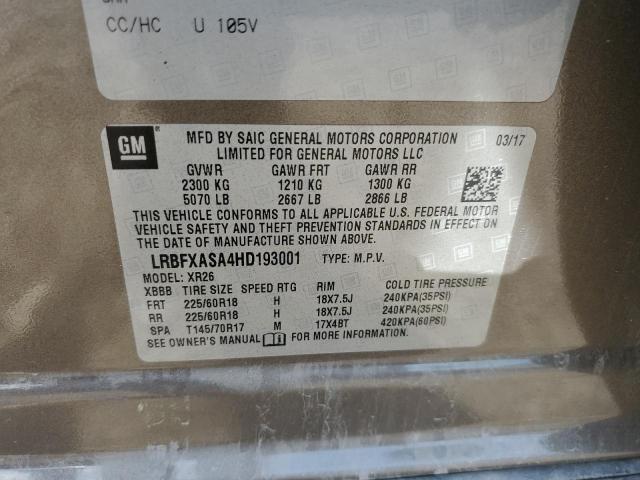 CC/HC U 105V
GM
MFD BY SAIC GENERAL MOTORS CORPORATION 03/17
LIMITED FOR GENERAL MOTORS LLC
GVWR GAWR FRT GAWR RR
2300 KG 1210 KG 1300 KG
5070 LB 2667 LB 2866 LB
THIS VEHICLE CONFORMS TO ALL APPLICABLE U.S. FEDERAL MOTOR
VEHICLE SAFETY AND THEFT PREVENTION STANDARDS IN EFFECT ON
THE DATE OF MANUFACTURE SHOWN ABOVE.
LRBFXASA4HD193001 TYPE: M.P.V.
MODEL: XR26
XBBB TIRE SIZE SPEED RTG RIM COLD TIRE PRESSURE
FRT 225/60R18 H 18X7.5J 240KPA(35PSI)
RR 225/60R18 H 18X7.5J 240KPA(35PSI)
SPA T145/70R17 M 17X4BT 420KPA(60PSI)
SEE OWNER'S MANUAL FOR MORE INFORMATION.